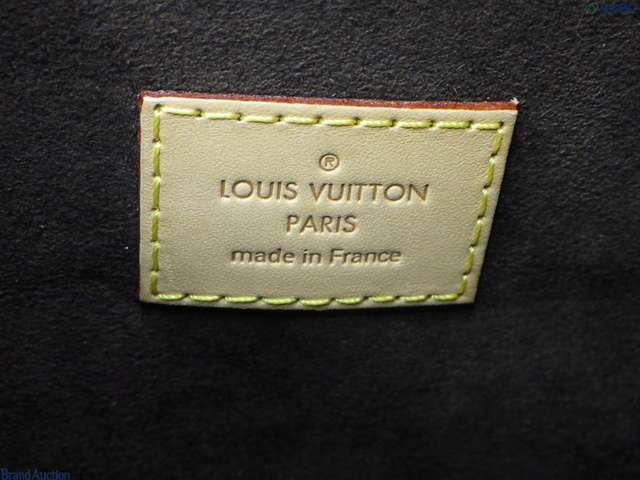 ®
LOUIS VUITTON
PARIS
made in France
Brand Auction